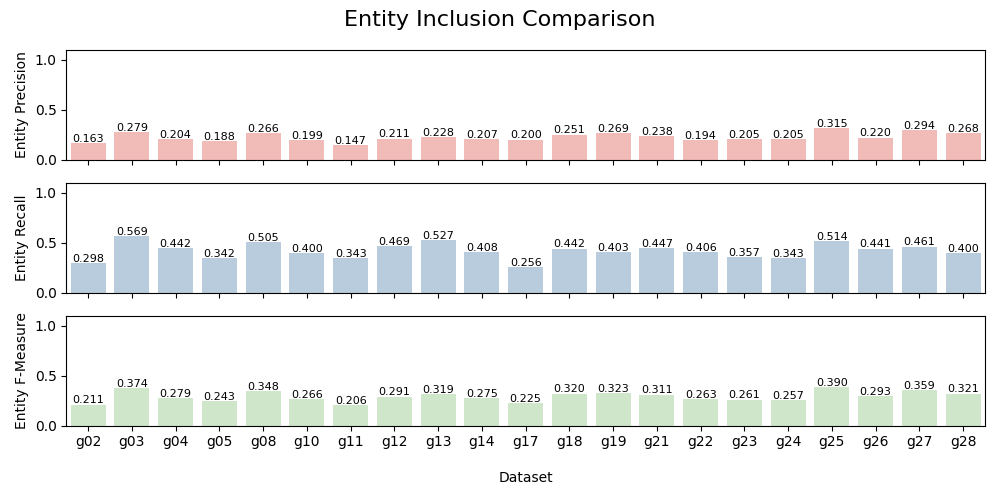 Entity Inclusion Comparison
Entity Precision
1.0
0.5
0.0
0.163 0.279 0.204 0.188 0.266 0.199 0.147 0.211 0.228 0.207 0.200 0.251 0.269 0.238 0.194 0.205 0.205 0.315 0.220 0.294 0.268
Entity Recall
1.0
0.5
0.0
0.298 0.569 0.442 0.342 0.505 0.400 0.343 0.469 0.527 0.408 0.256 0.442 0.403 0.447 0.406 0.357 0.343 0.514 0.441 0.461 0.400
Entity F-Measure
1.0
0.5
0.0
0.211 0.374 0.279 0.243 0.348 0.266 0.206 0.291 0.319 0.275 0.225 0.320 0.323 0.311 0.263 0.261 0.257 0.390 0.293 0.359 0.321
g02 g03 g04 g05 g08 g10 g11 g12 g13 g14 g17 g18 g19 g21 g22 g23 g24 g25 g26 g27 g28
Dataset